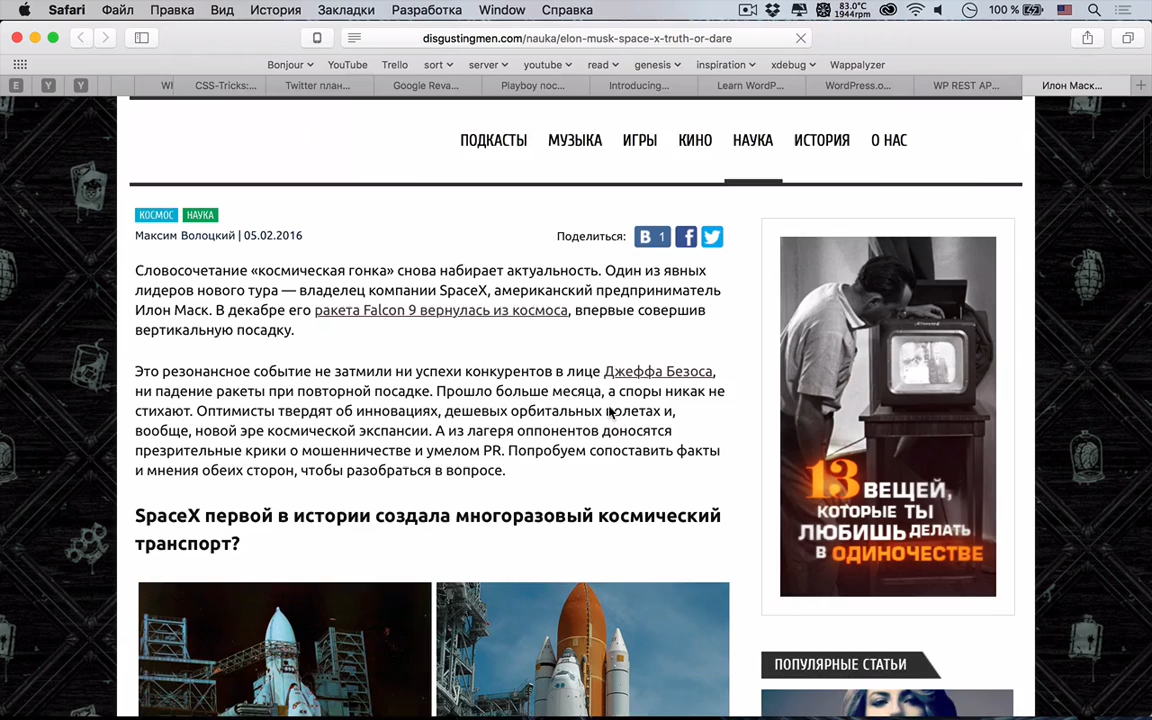 Safari Файл Правка Вид История Закладки Разработка Window Справка 83.0°C 1944rpm 100 %
disgustingmen.com/nauka/elon-musk-space-x-truth-or-dare
Bonjour YouTube Trello sort server youtube read genesis inspiration xdebug Wappalyzer
E Y Y WI CSS-Tricks:... Twitter план... Google Reva... Playboy пос... Introducing... Learn WordP... WordPress.o... WP REST AP... Илон Маск...
ПОДКАСТЫ МУЗЫКА ИГРЫ КИНО НАУКА ИСТОРИЯ О НАС
КОСМОС НАУКА
Максим Волоцкий | 05.02.2016
Поделиться: B 1 f
Словосочетание «космическая гонка» снова набирает актуальность. Один из явных
лидеров нового тура — владелец компании SpaceX, американский предприниматель
Илон Маск. В декабре его ракета Falcon 9 вернулась из космоса, впервые совершив
вертикальную посадку.
Это резонансное событие не затмили ни успехи конкурентов в лице Джеффа Безоса,
ни падение ракеты при повторной посадке. Прошло больше месяца, а споры никак не
стихают. Оптимисты твердят об инновациях, дешевых орбитальных полетах и,
вообще, новой эре космической экспансии. А из лагеря оппонентов доносятся
презрительные крики о мошенничестве и умелом PR. Попробуем сопоставить факты
и мнения обеих сторон, чтобы разобраться в вопросе.
SpaceX первой в истории создала многоразовый космический
транспорт?
13 ВЕЩЕЙ,
КОТОРЫЕ ТЫ
ЛЮБИШЬ ДЕЛАТЬ
В ОДИНОЧЕСТВЕ
ПОПУЛЯРНЫЕ СТАТЬИ